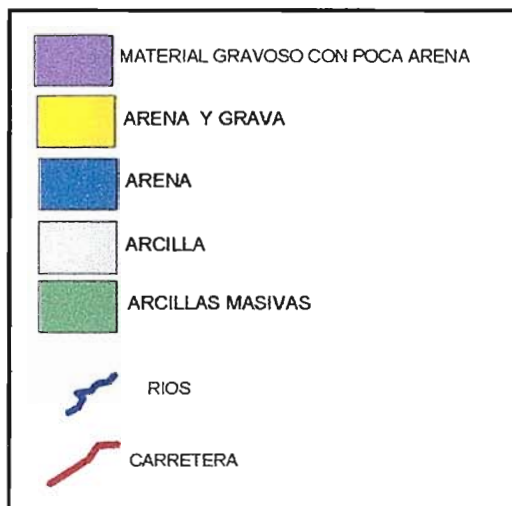 MATERIAL GRAVOSO CON POCA ARENA
ARENA Y GRAVA
ARENA
ARCILLA
ARCILLAS MASIVAS
RIOS
CARRETERA